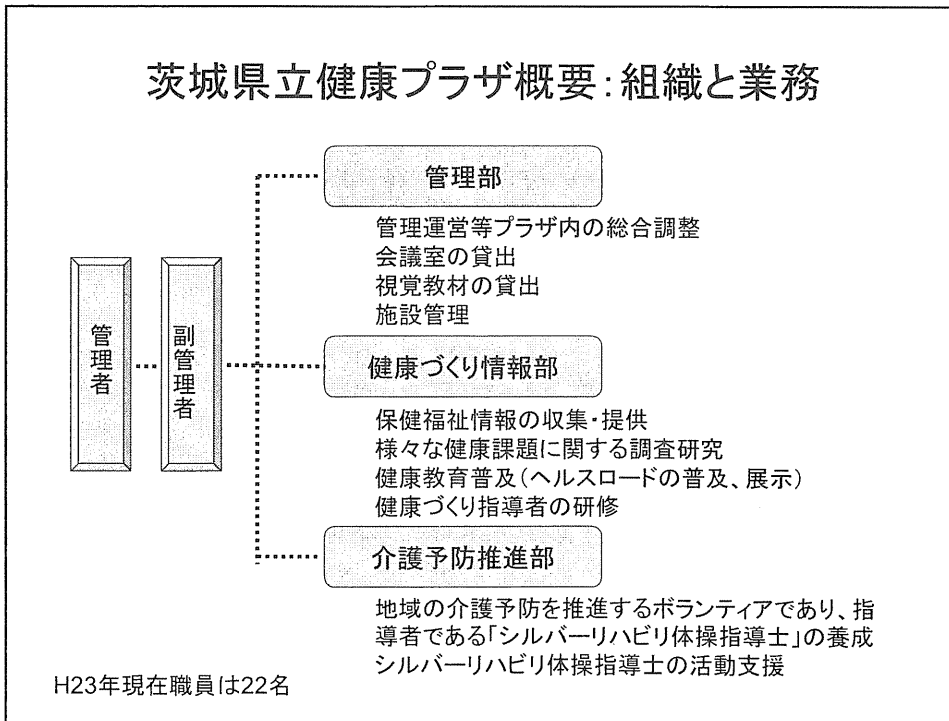 茨城県立健康プラザ概要：組織と業務
管理者
副管理者
管理部
管理運営等プラザ内の総合調整
会議室の貸出
視覚教材の貸出
施設管理
健康づくり情報部
保健福祉情報の収集・提供
様々な健康課題に関する調査研究
健康教育普及（ヘルスロードの普及、展示）
健康づくり指導者の研修
介護予防推進部
地域の介護予防を推進するボランティアであり、指
導者である「シルバーリハビリ体操指導士」の養成
シルバーリハビリ体操指導士の活動支援
H23年現在職員は22名